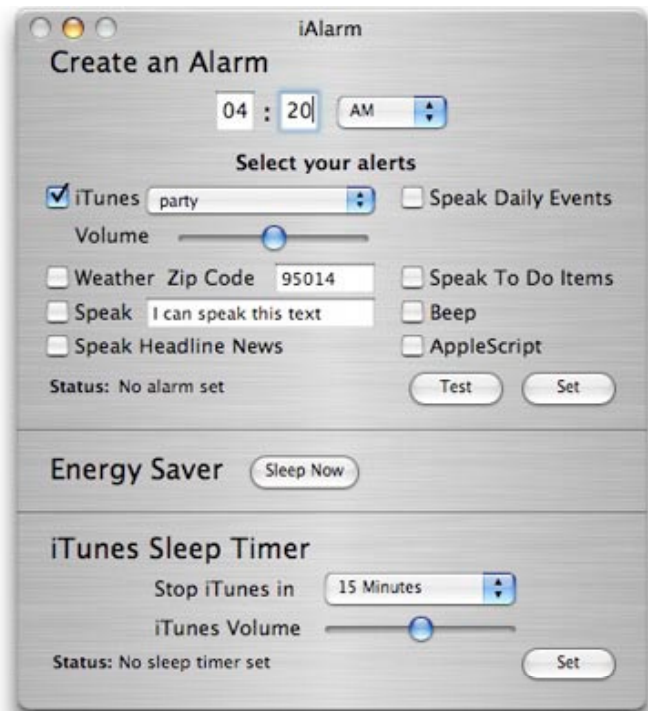 iAlarm
Create an Alarm
04 : 20 AM
Select your alerts
iTunes party Speak Daily Events
Volume
Weather Zip Code 95014 Speak To Do Items
Speak I can speak this text Beep
Speak Headline News AppleScript
Status: No alarm set Test Set
Energy Saver Sleep Now
iTunes Sleep Timer
Stop iTunes in 15 Minutes
iTunes Volume
Status: No sleep timer set Set